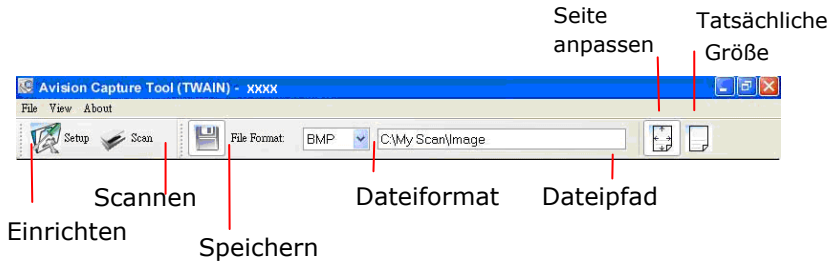 Seite
anpassen
Tatsächliche
Größe
Avision Capture Tool (TWAIN) - xxxx
File View About
Setup Scan File Format: BMP C:\My Scan\Image
Scannen Dateiformat Dateipfad
Einrichten
Speichern